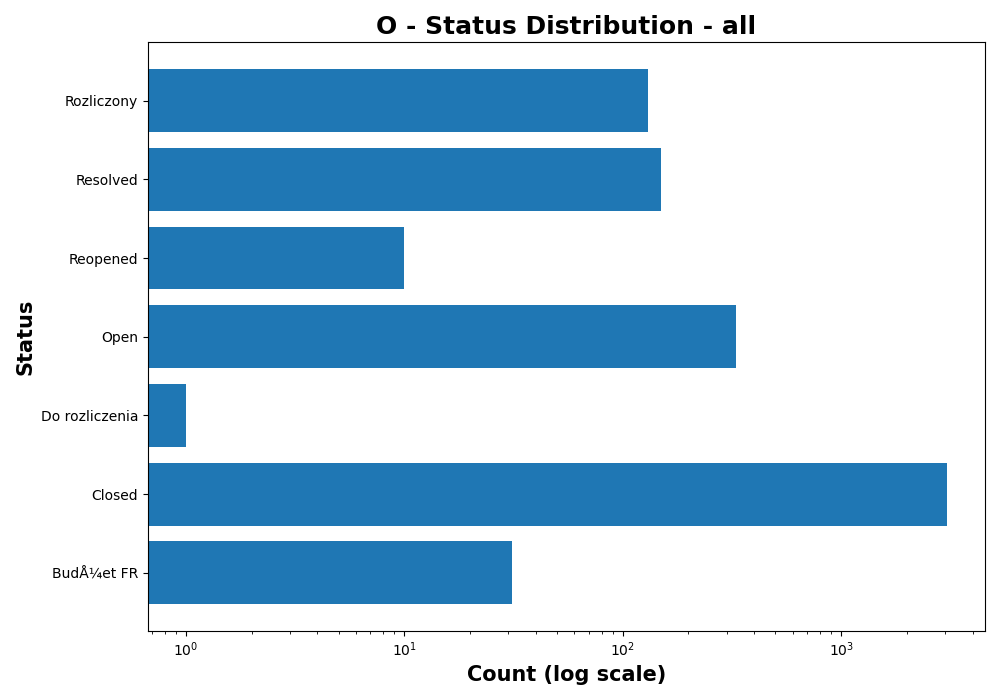 O - Status Distribution - all
Rozliczony
Resolved
Reopened
Open
Do rozliczenia
Closed
BudÅ¼et FR
Status
10⁰ 10¹ 10² 10³
Count (log scale)